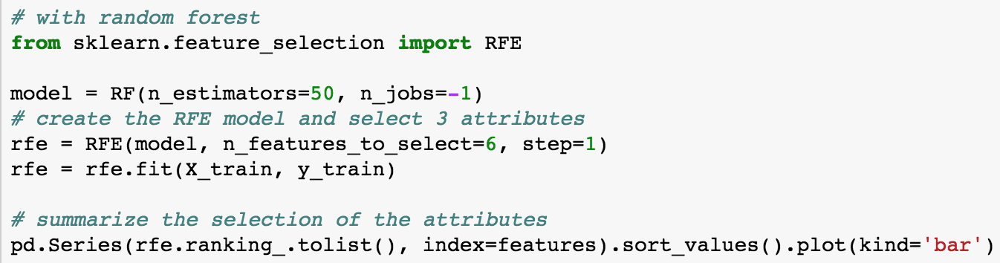 # with random forest
from sklearn.feature_selection import RFE
model = RF(n_estimators=50, n_jobs=-1)
# create the RFE model and select 3 attributes
rfe = RFE(model, n_features_to_select=6, step=1)
rfe = rfe.fit(X_train, y_train)
# summarize the selection of the attributes
pd.Series(rfe.ranking_.tolist(), index=features).sort_values().plot(kind='bar')